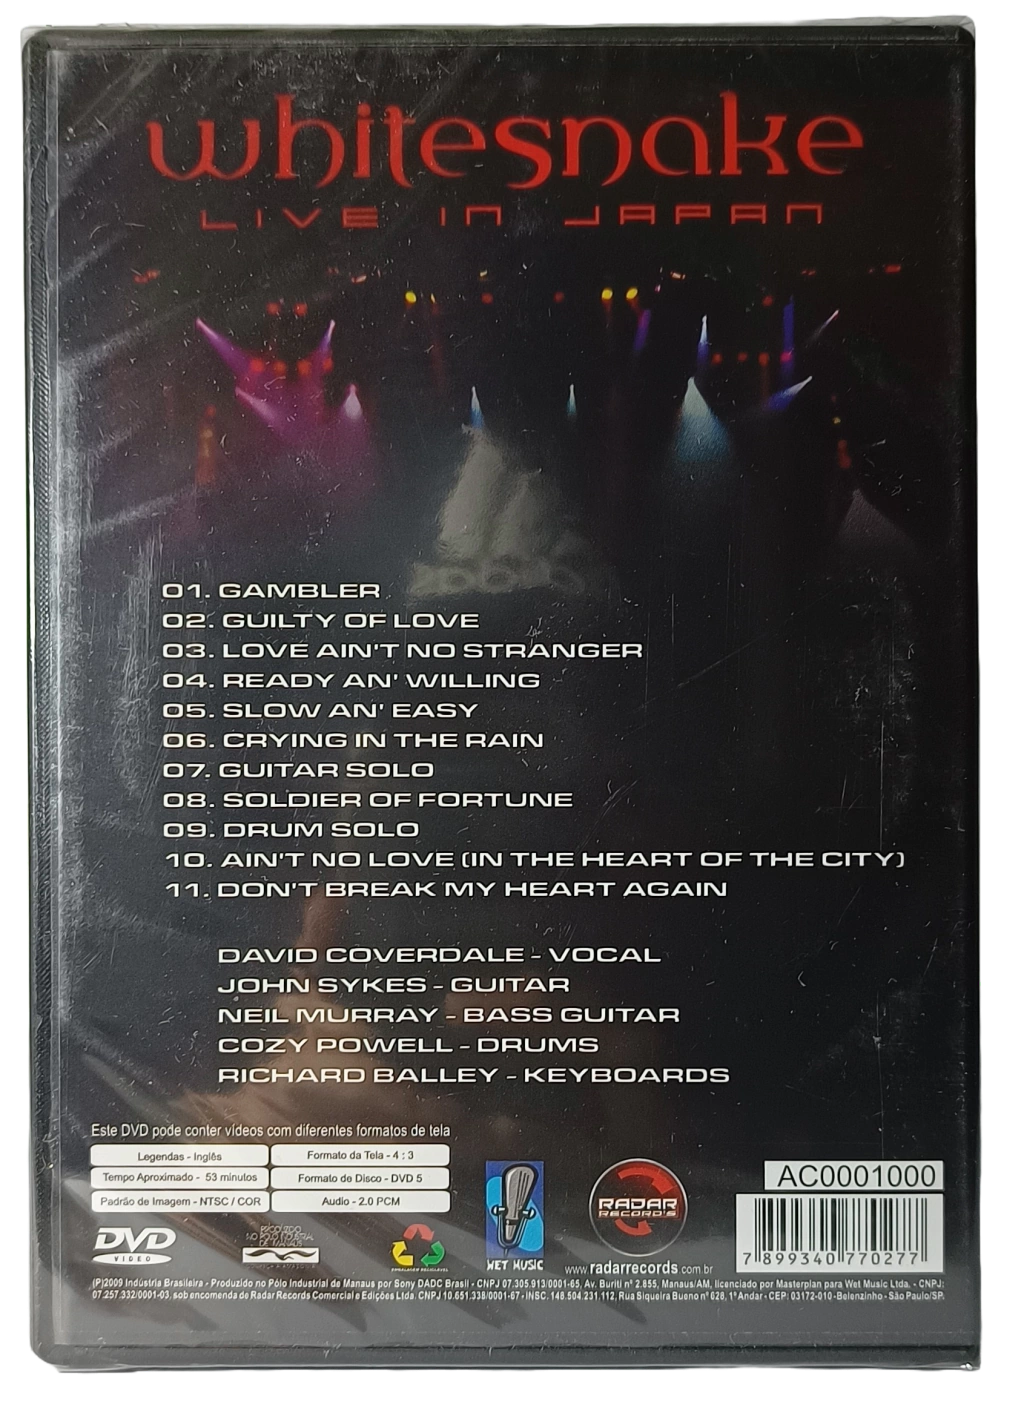 whitesnake
LIVE IN JAPAN
01. GAMBLER
02. GUILTY OF LOVE
03. LOVE AIN'T NO STRANGER
04. READY AN' WILLING
05. SLOW AN' EASY
06. CRYING IN THE RAIN
07. GUITAR SOLO
08. SOLDIER OF FORTUNE
09. DRUM SOLO
10. AIN'T NO LOVE (IN THE HEART OF THE CITY)
11. DON'T BREAK MY HEART AGAIN
DAVID COVERDALE - VOCAL
JOHN SYKES - GUITAR
NEIL MURRAY - BASS GUITAR
COZY POWELL - DRUMS
RICHARD BALLEY - KEYBOARDS
Este DVD pode conter vídeos com diferentes formatos de tela
Legendas - Inglês
Formato da Tela - 4 : 3
Tempo Aproximado - 53 minutos
Formato de Disco - DVD 5
Padrão de Imagem - NTSC / COR
Audio - 2.0 PCM
AC0001000
DVD
VIDEO
PRODUZIDO
NO PÓLO INDUSTRIAL
DE MANAUS
EMBALAGEM RECICLÁVEL
WET MUSIC
RADAR
RECORD'S
www.radarrecords.com.br
7 899340 770277
(P)2009 Indústria Brasileira - Produzido no Pólo Industrial de Manaus por Sony DADC Brasil - CNPJ 07.305.913/0001-65, Av. Buriti nº 2.855, Manaus/AM, licenciado por Masterplan para Wet Music Ltda. - CNPJ:
07.257.332/0001-03. sob encomenda de Radar Records Comercial e Edições Ltda. CNPJ 10.651.338/0001-67 - INSC. 148.504.231.112, Rua Siqueira Bueno nº 628, 1º Andar - CEP: 03172-010 - Belenzinho - São Paulo/SP.